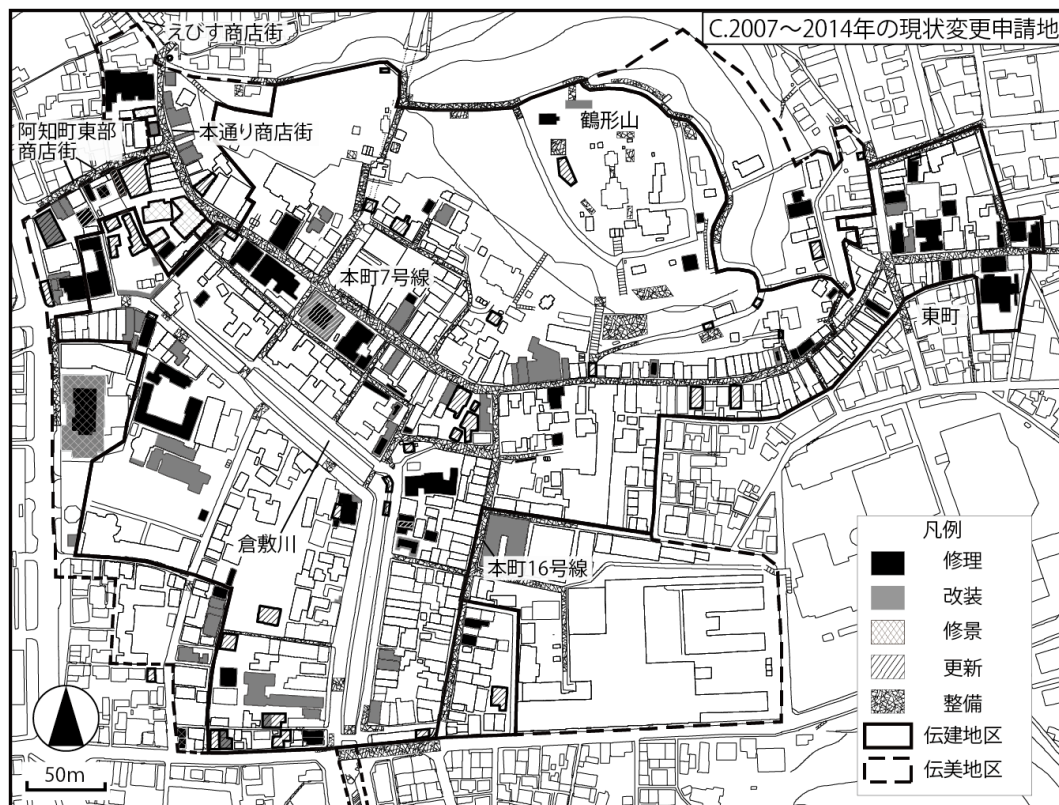 C.2007～2014年の現状変更申請地
えびす商店街
阿知町東部
商店街
本通り商店街
鶴形山
本町7号線
東町
倉敷川
本町16号線
凡例
修理
改装
修景
更新
整備
伝建地区
伝美地区
50m